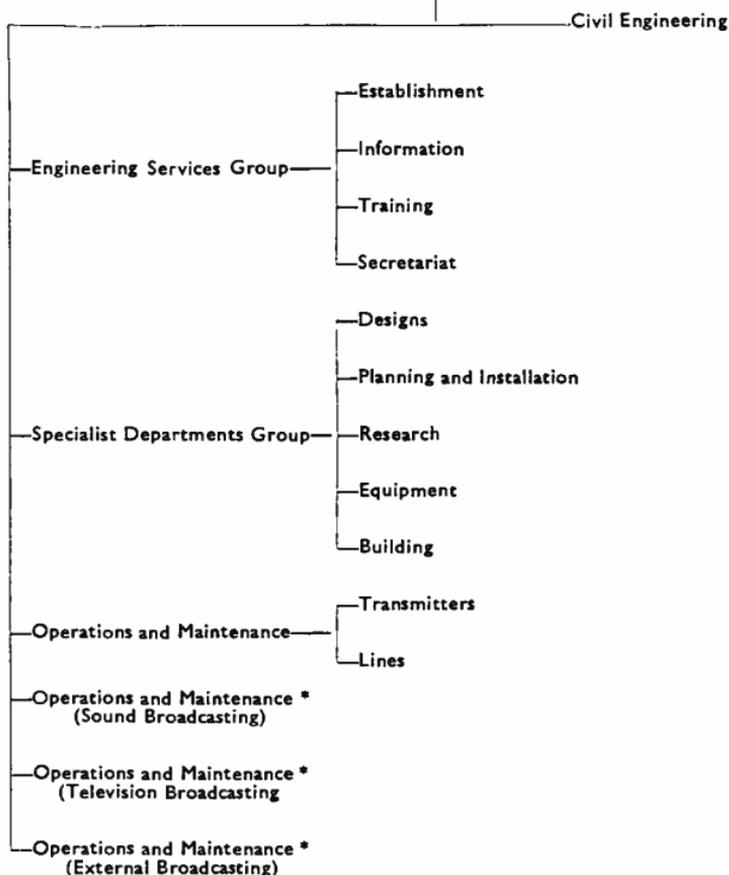 Civil Engineering
Establishment
Information
Engineering Services Group
Training
Secretariat
Designs
Planning and Installation
Specialist Departments Group
Research
Equipment
Building
Transmitters
Operations and Maintenance
Lines
Operations and Maintenance *
(Sound Broadcasting)
Operations and Maintenance *
(Television Broadcasting
Operations and Maintenance *
(External Broadcasting)